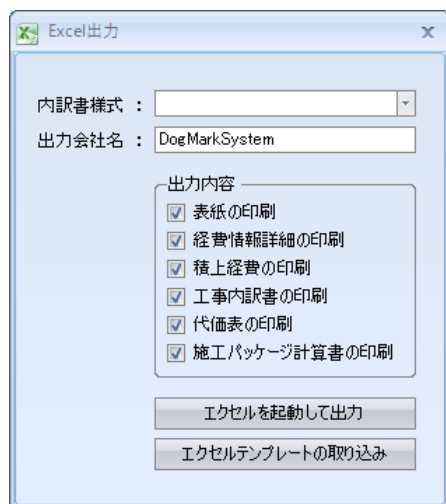 Excel出力
内訳書様式 :
出力会社名 : DogMarkSystem
出力内容
表紙の印刷
経費情報詳細の印刷
積上経費の印刷
工事内訳書の印刷
代価表の印刷
施工パッケージ計算書の印刷
エクセルを起動して出力
エクセルテンプレートの取り込み